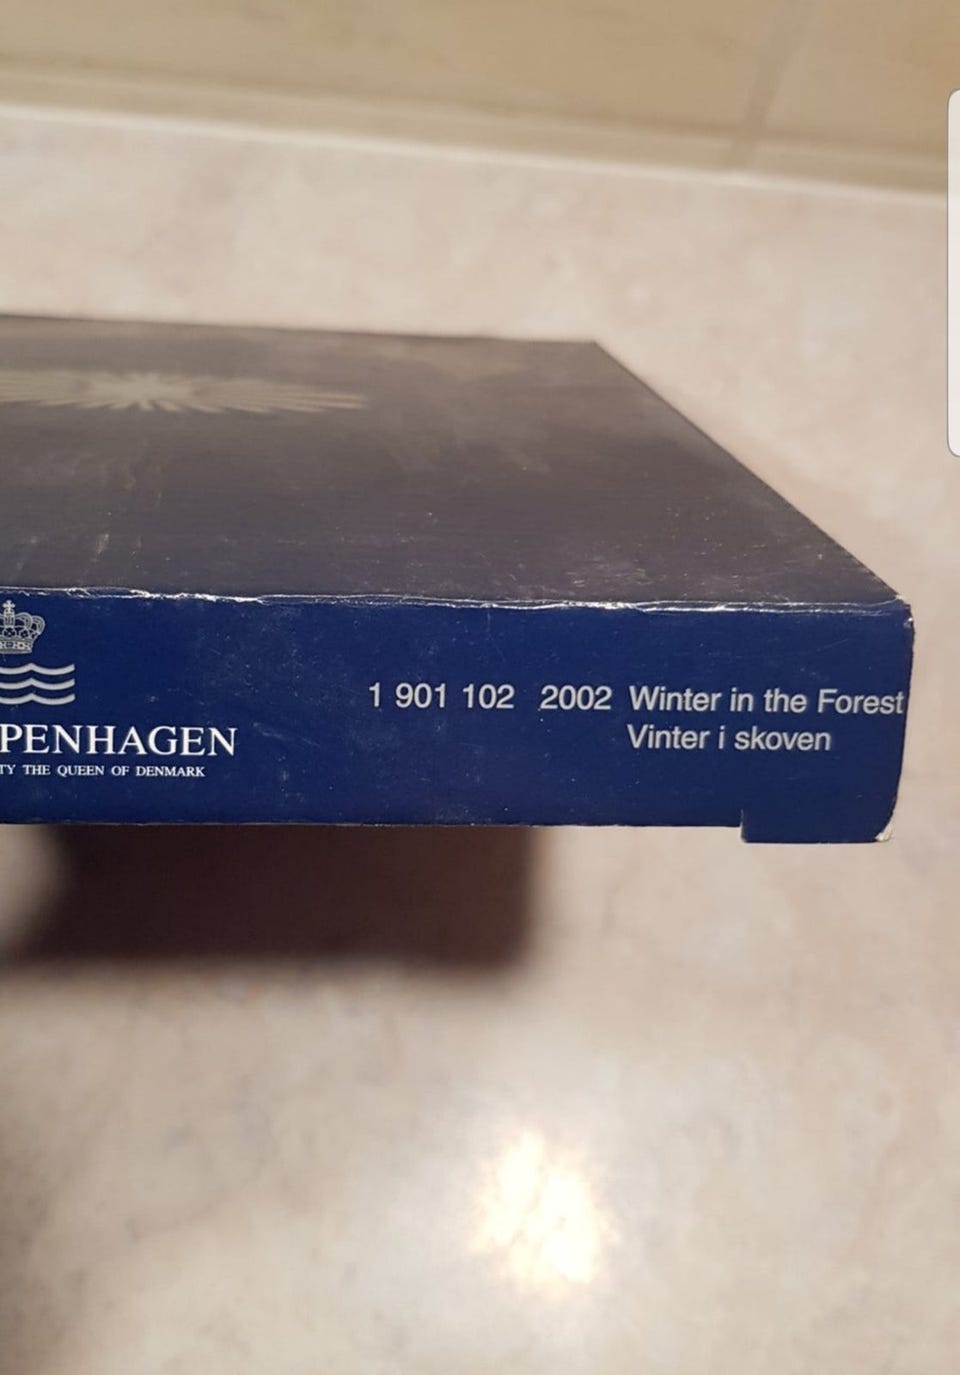 PENHAGEN
TY THE QUEEN OF DENMARK
1 901 102 2002 Winter in the Forest
Vinter i skoven